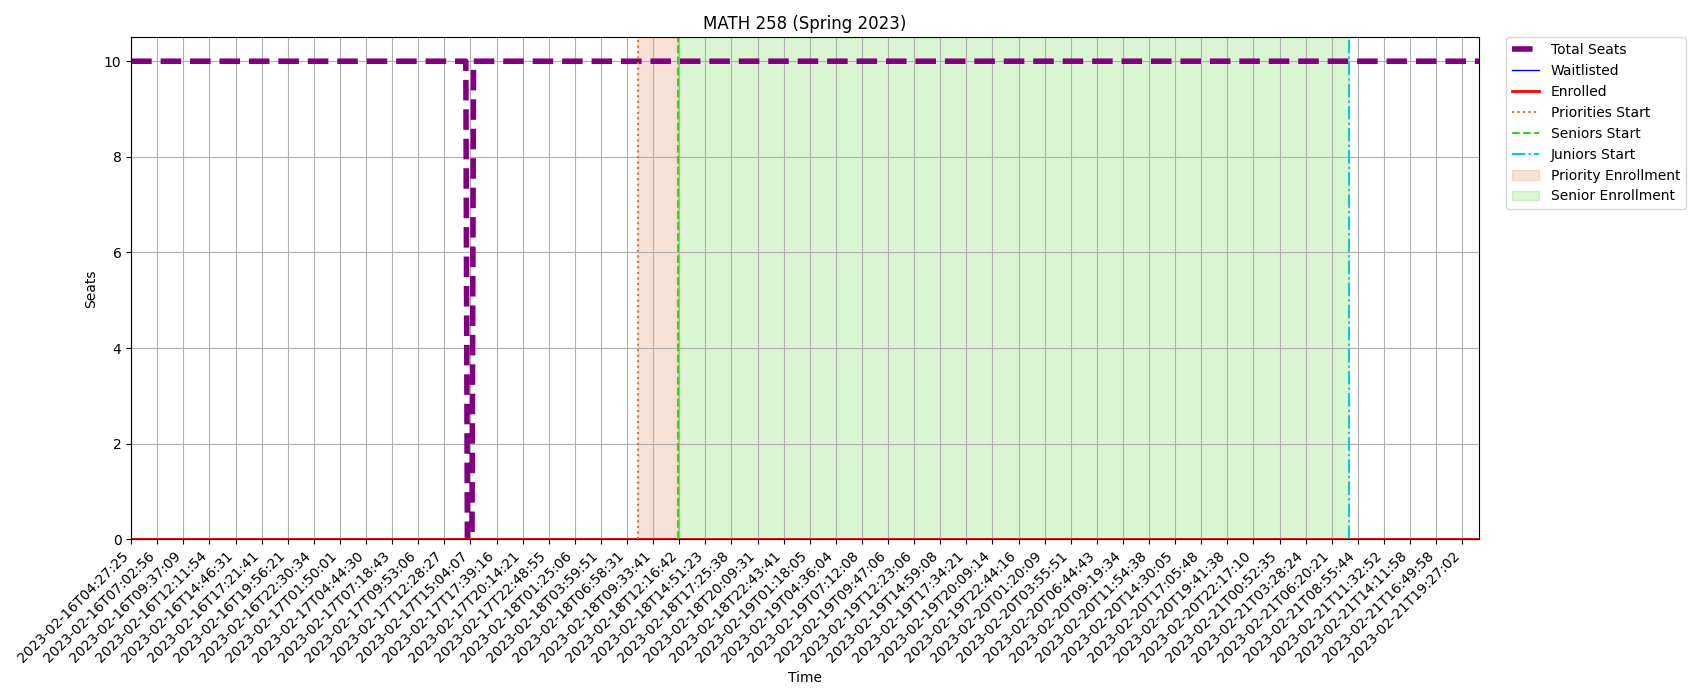 MATH 258 (Spring 2023)
Seats
10
8
6
4
2
0
2023-02-16T04:27:25
2023-02-16T07:02:56
2023-02-16T09:37:09
2023-02-16T12:11:54
2023-02-16T14:46:31
2023-02-16T17:21:41
2023-02-16T19:56:21
2023-02-16T22:30:34
2023-02-17T01:50:01
2023-02-17T04:44:30
2023-02-17T07:18:43
2023-02-17T09:53:06
2023-02-17T12:28:27
2023-02-17T15:04:07
2023-02-17T17:39:16
2023-02-17T20:14:21
2023-02-17T22:48:55
2023-02-18T01:25:06
2023-02-18T03:59:51
2023-02-18T06:58:31
2023-02-18T09:33:41
2023-02-18T12:16:42
2023-02-18T14:51:23
2023-02-18T17:25:38
2023-02-18T20:09:31
2023-02-18T22:43:41
2023-02-19T01:18:05
2023-02-19T04:36:04
2023-02-19T07:12:08
2023-02-19T09:47:06
2023-02-19T12:23:06
2023-02-19T14:59:08
2023-02-19T17:34:21
2023-02-19T20:09:14
2023-02-19T22:44:16
2023-02-20T01:20:09
2023-02-20T03:55:51
2023-02-20T06:44:43
2023-02-20T09:19:34
2023-02-20T11:54:38
2023-02-20T14:30:05
2023-02-20T17:05:48
2023-02-20T19:41:38
2023-02-20T22:17:10
2023-02-21T00:52:35
2023-02-21T03:28:24
2023-02-21T06:20:21
2023-02-21T08:55:44
2023-02-21T11:32:52
2023-02-21T14:11:58
2023-02-21T16:49:58
2023-02-21T19:27:02
Time
Total Seats
Waitlisted
Enrolled
Priorities Start
Seniors Start
Juniors Start
Priority Enrollment
Senior Enrollment